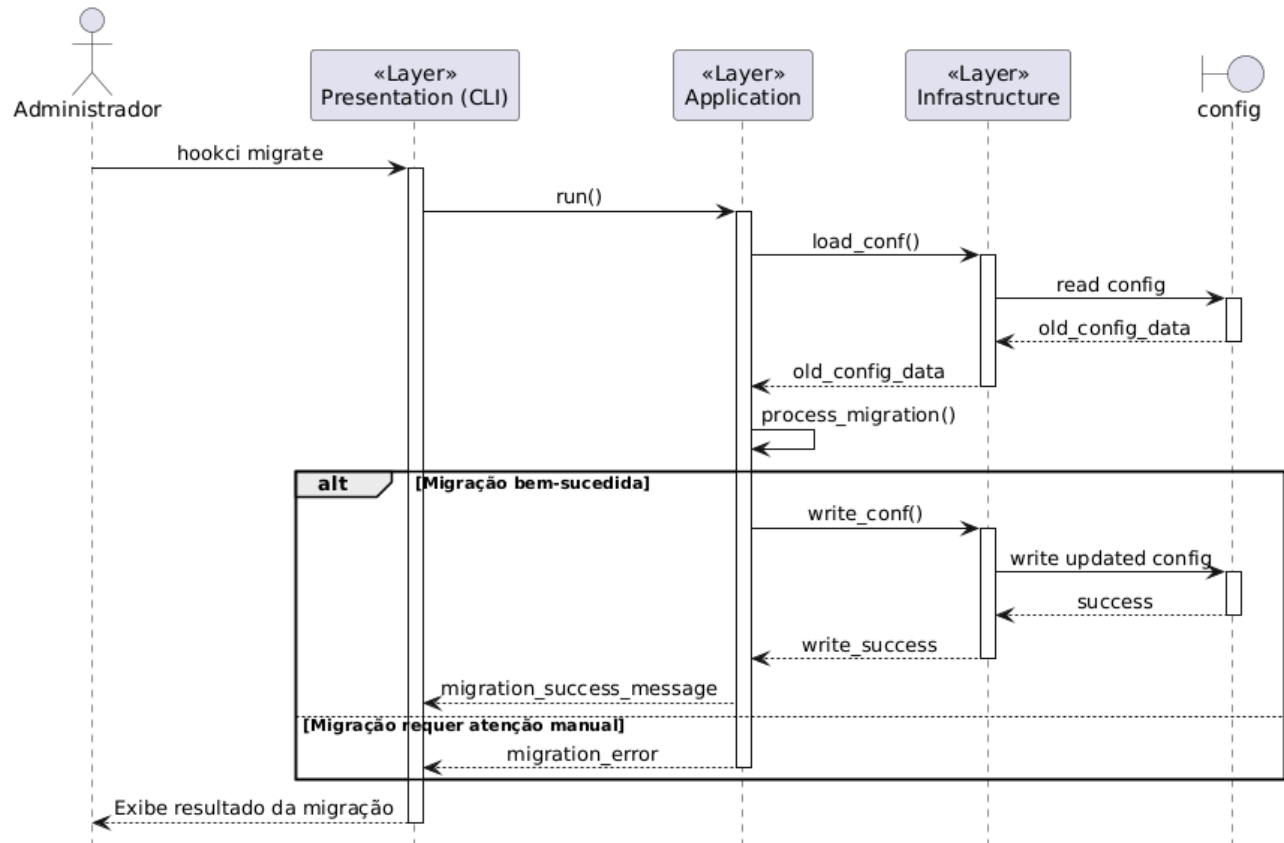 Administrador
«Layer»
Presentation (CLI)
«Layer»
Application
«Layer»
Infrastructure
config
hookci migrate
run()
load_conf()
read config
old_config_data
old_config_data
process_migration()
alt
[Migração bem-sucedida]
write_conf()
write updated config
success
write_success
migration_success_message
[Migração requer atenção manual]
migration_error
Exibe resultado da migração